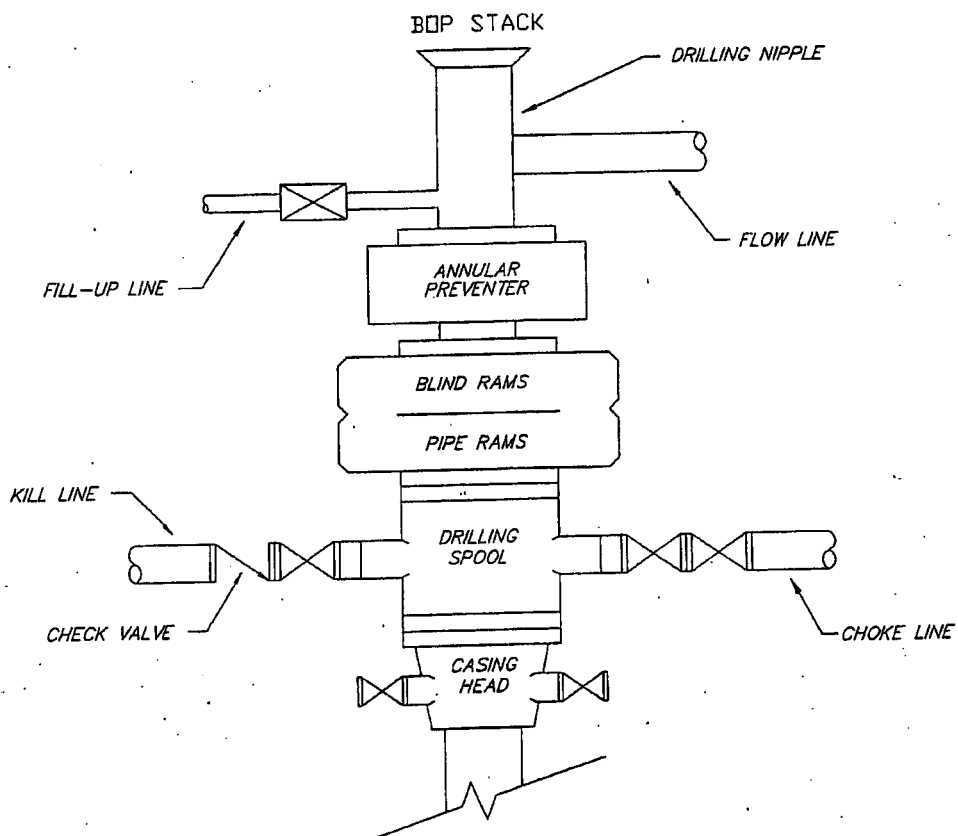 BOP STACK
DRILLING NIPPLE
FLOW LINE
FILL-UP LINE
ANNULAR
PREVENTER
BLIND RAMS
PIPE RAMS
KILL LINE
DRILLING
SPOOL
CHECK VALVE
CHOKE LINE
CASING
HEAD